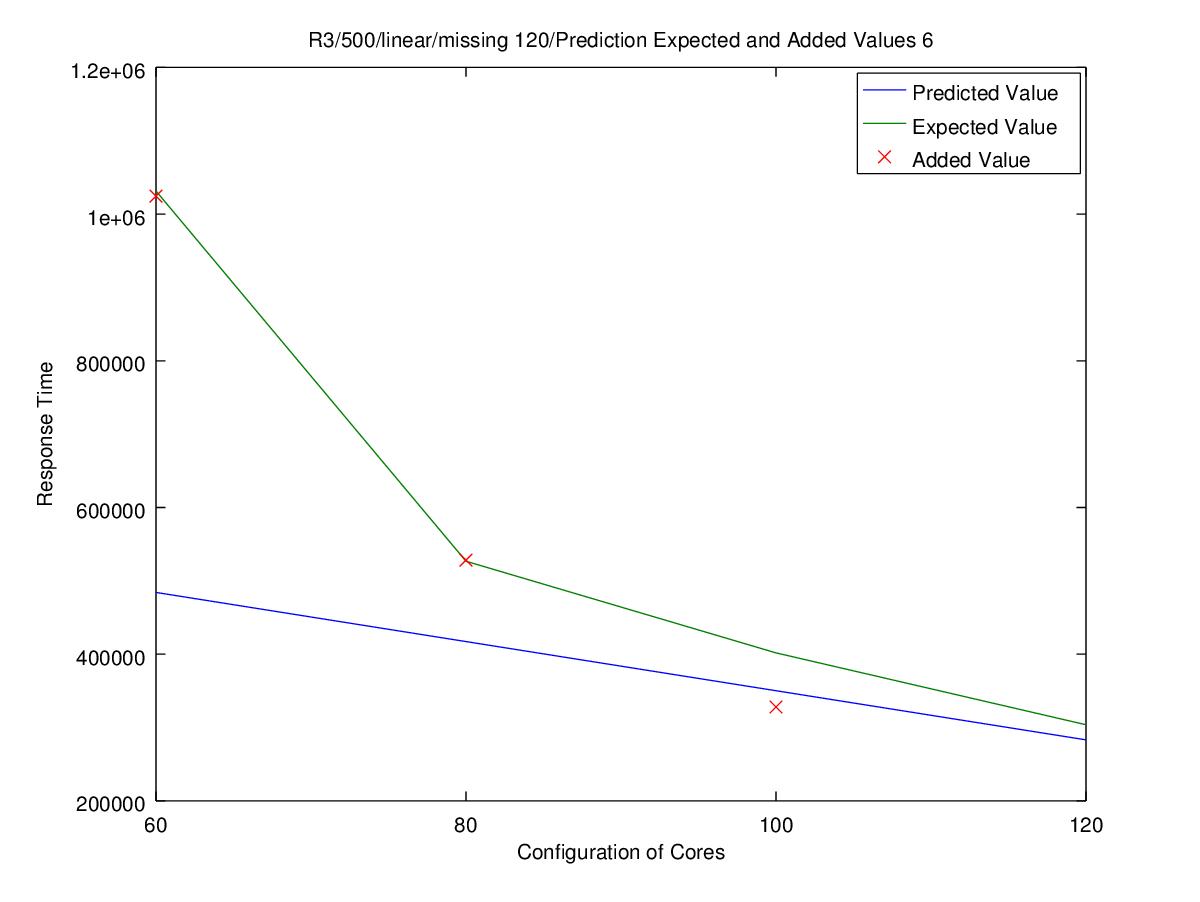 R3/500/linear/missing 120/Prediction Expected and Added Values 6
1.2e+06
Predicted Value
Expected Value
Added Value
1e+06
800000
600000
400000
200000
Response Time
60
80
100
120
Configuration of Cores